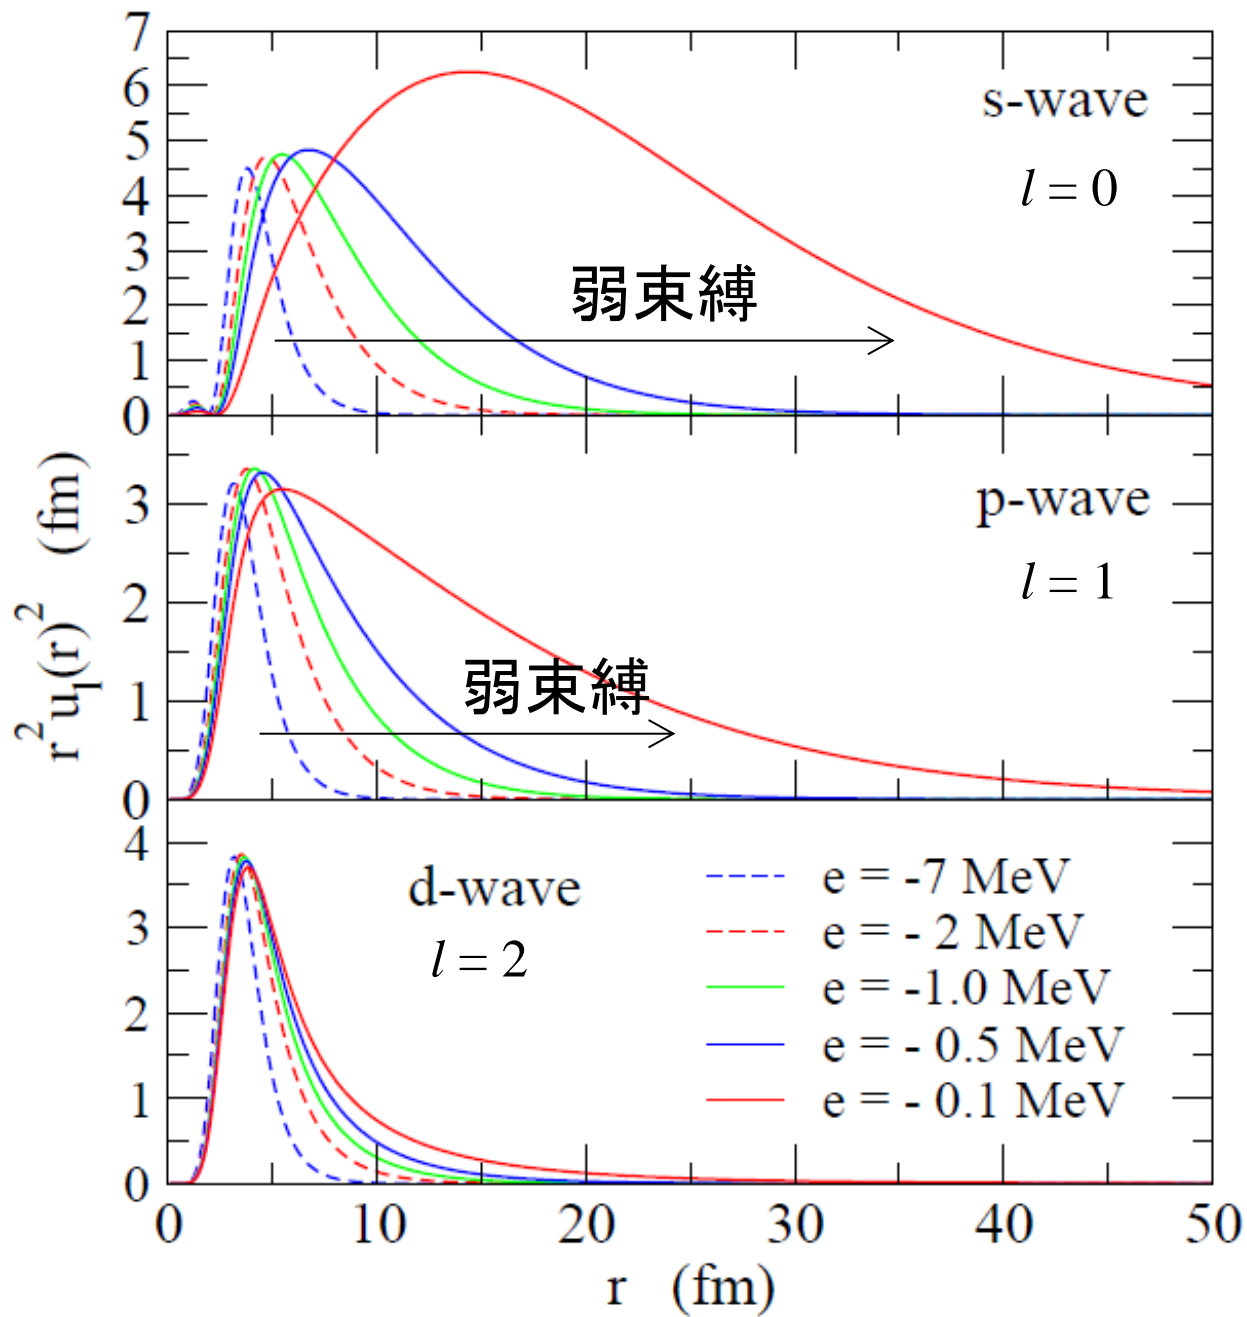 7
6
5
4
3
2
1
0
s-wave
l = 0
弱束縛
3
2
1
0
p-wave
l = 1
弱束縛
r² uₗ(r)² (fm)
4
3
2
1
0
d-wave
l = 2
e = -7 MeV
e = - 2 MeV
e = -1.0 MeV
e = - 0.5 MeV
e = - 0.1 MeV
0 10 20 30 40 50
r (fm)